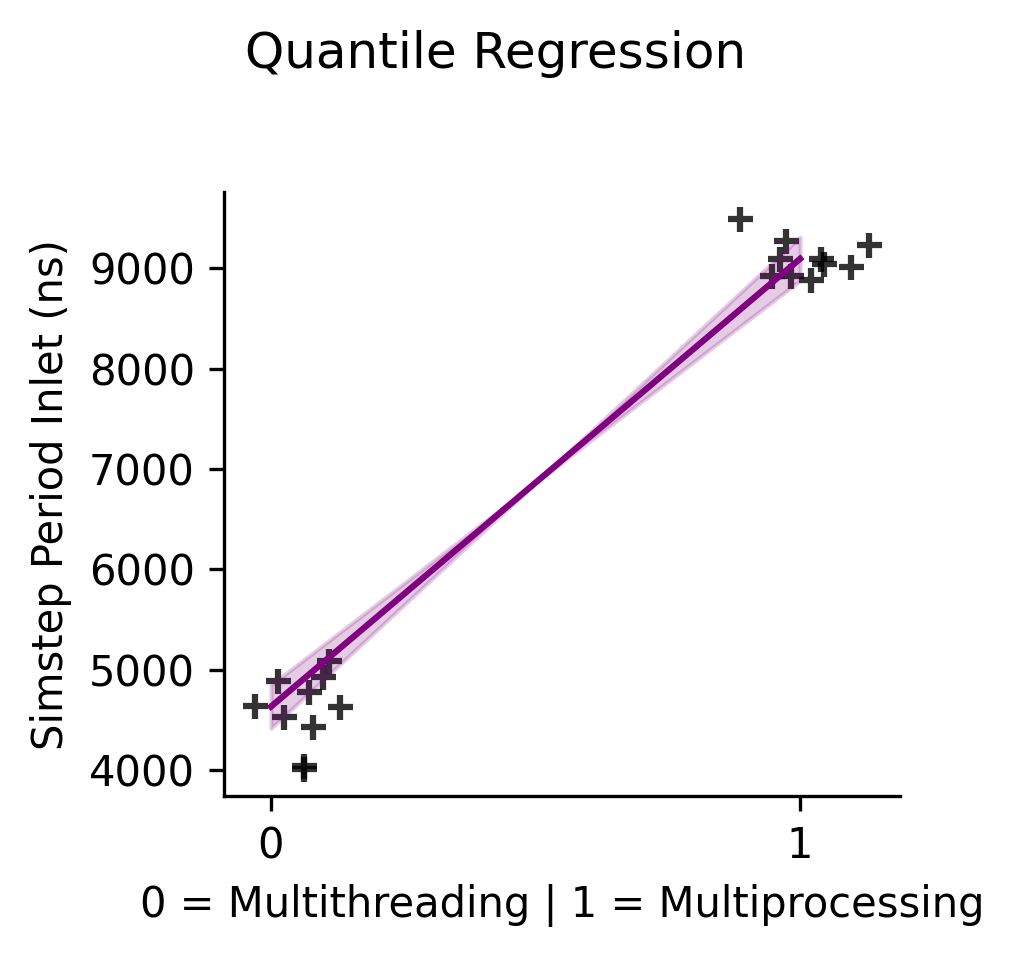 Quantile Regression
Simstep Period Inlet (ns)
9000
8000
7000
6000
5000
4000
0
1
0 = Multithreading | 1 = Multiprocessing